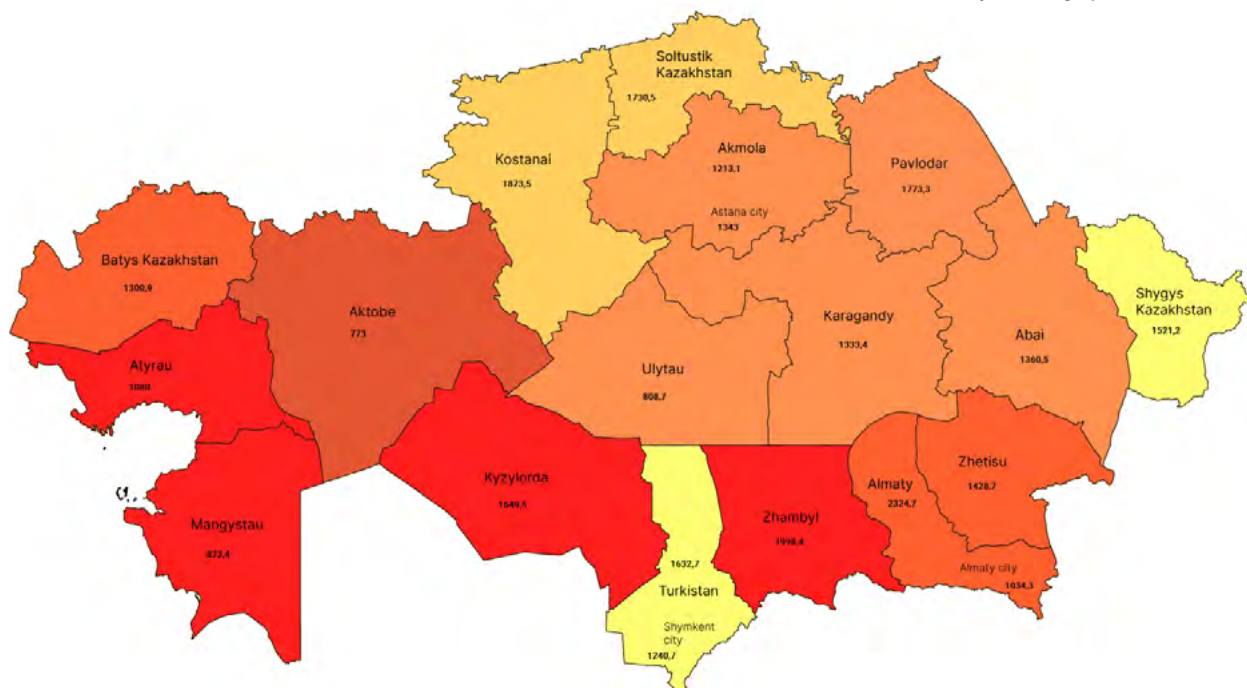 Soltustik
Kazakhstan
1730,5
Kostanai
1873,5
Akmola
1213,1
Astana city
1343
Pavlodar
1773,3
Batys Kazakhstan
1300,9
Aktobe
773
Atyrau
Ulytau
808,7
Karagandy
1333,4
Abai
1360,5
Shygys
Kazakhstan
1521,2
Mangystau
Kyzylorda
1632,7
Turkistan
Shymkent
city
1240,7
Zhambyl
1998,4
Almaty
2324,7
Zhetisu
1428,7
Almaty city
1034,3